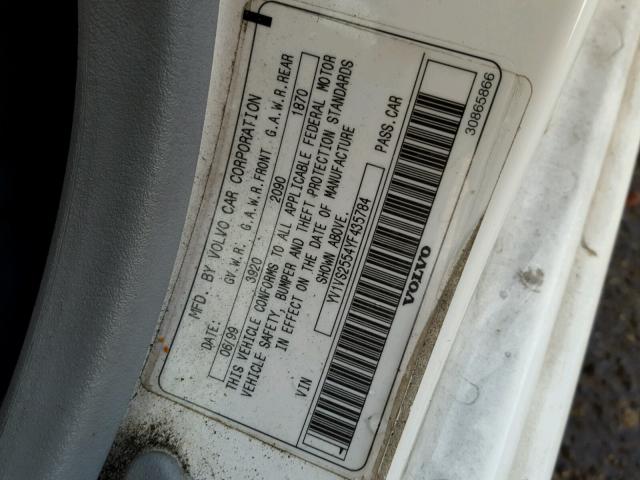 MFD. BY VOLVO CAR CORPORATION
DATE: G.V.W.R. G.A.W.R.FRONT G.A.W.R.REAR
06/99 3920 2090 1870
THIS VEHICLE CONFORMS TO ALL APPLICABLE FEDERAL MOTOR
VEHICLE SAFETY, BUMPER AND THEFT PROTECTION STANDARDS
IN EFFECT ON THE DATE OF MANUFACTURE
SHOWN ABOVE.
VIN YV1VS2554YF435784 PASS.CAR
VOLVO
30865866